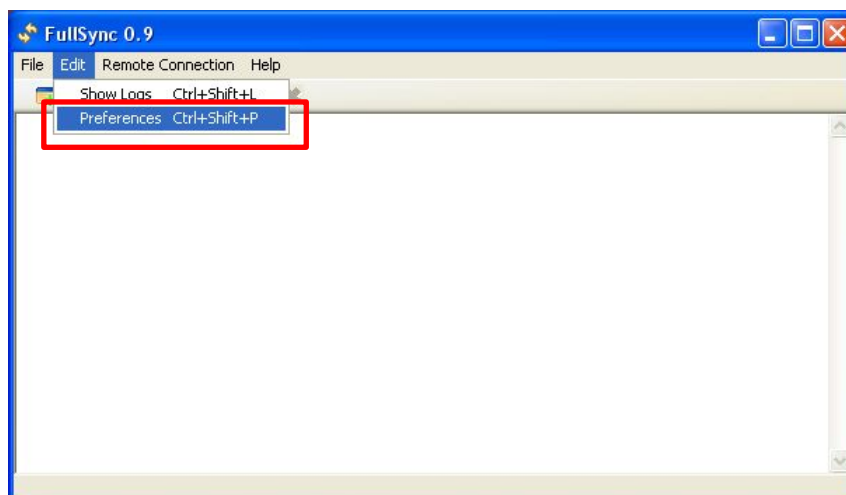 FullSync 0.9
File Edit Remote Connection Help
Show Logs Ctrl+Shift+L
Preferences Ctrl+Shift+P